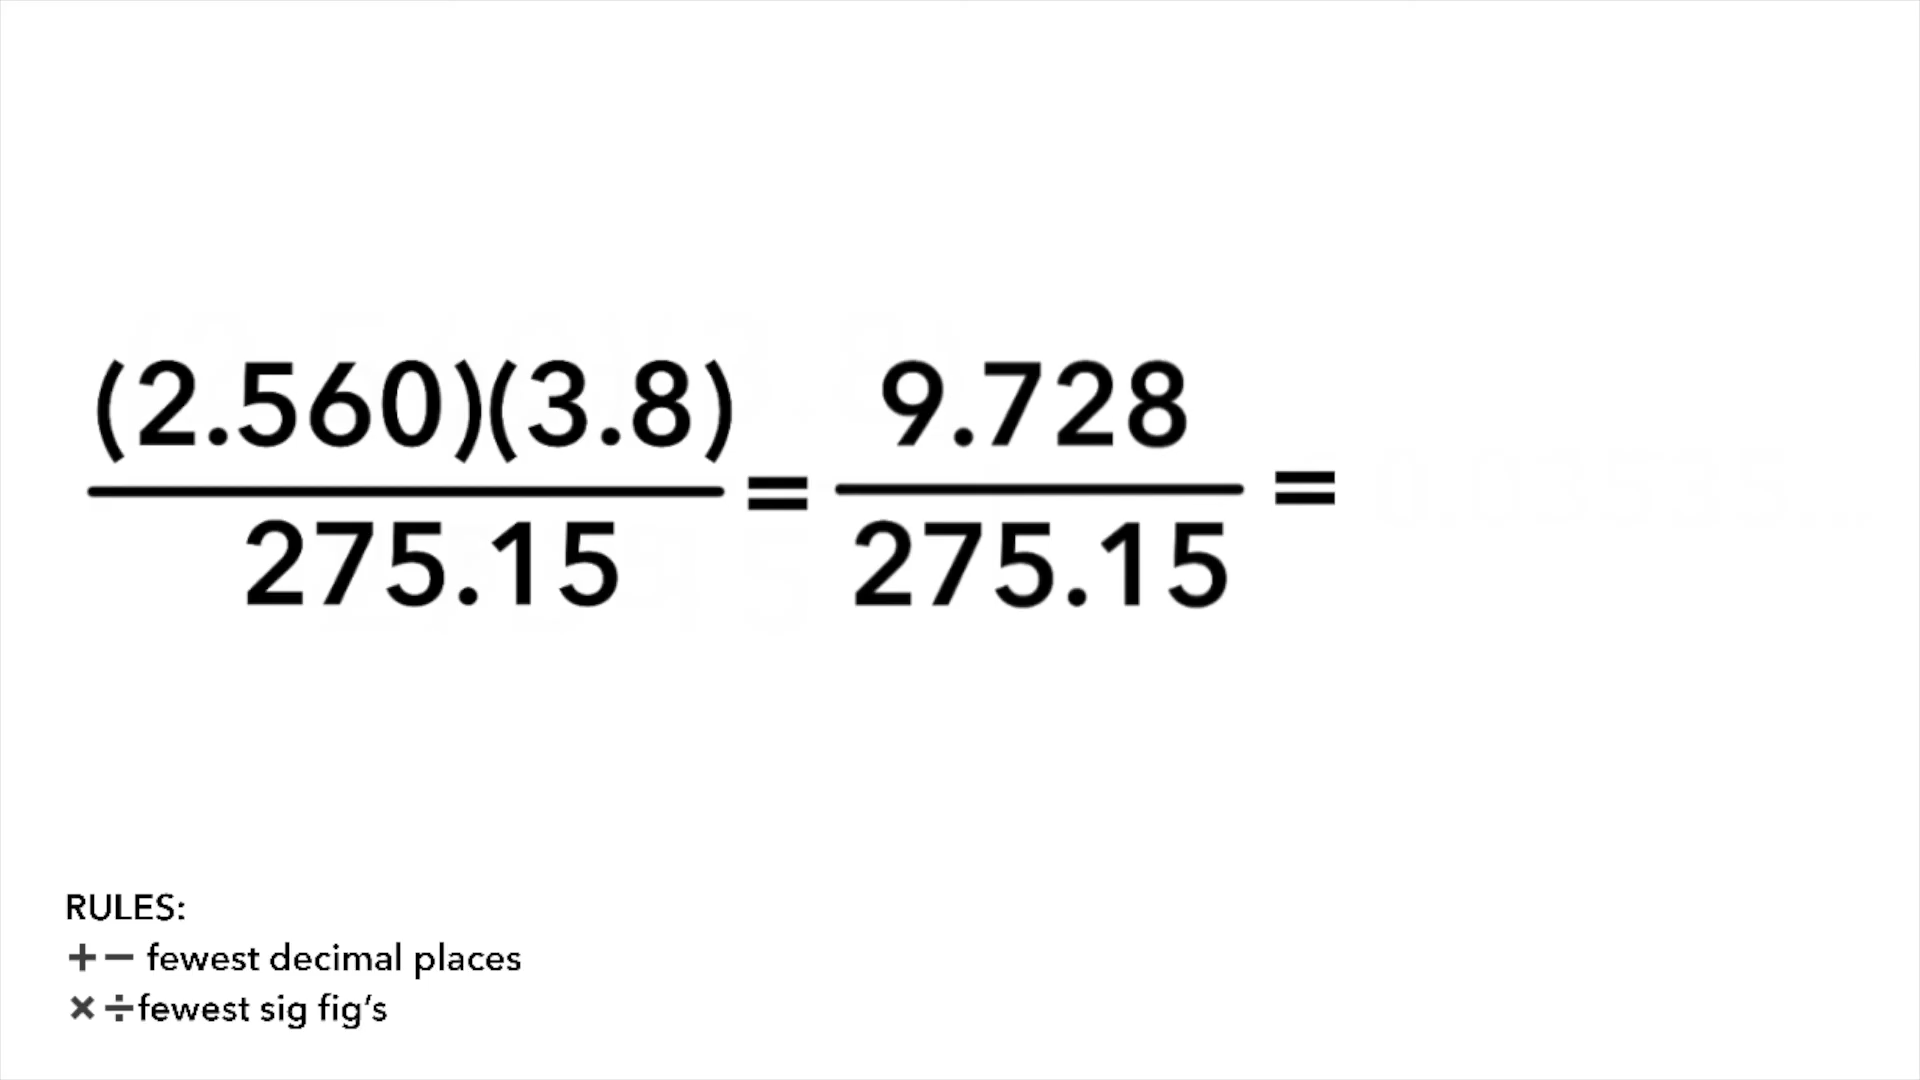 (2.560)(3.8) / 275.15 = 9.728 / 275.15 =
RULES:
+ − fewest decimal places
× ÷ fewest sig fig’s